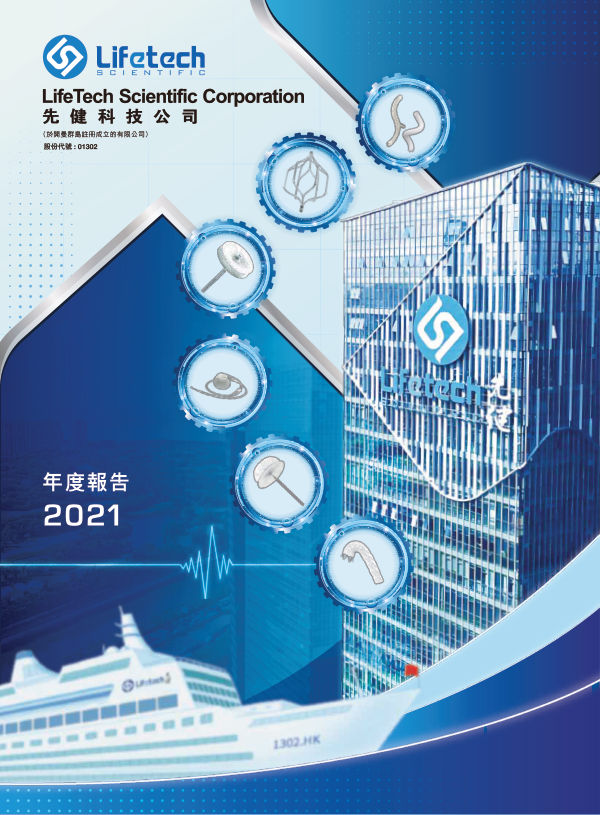 Lifetech
SCIENTIFIC
LifeTech Scientific Corporation
先健科技公司
（於開曼群島註冊成立的有限公司）
股份代號 : 01302
Lifetech 先健
年度報告
2021
Lifetech
1302.HK